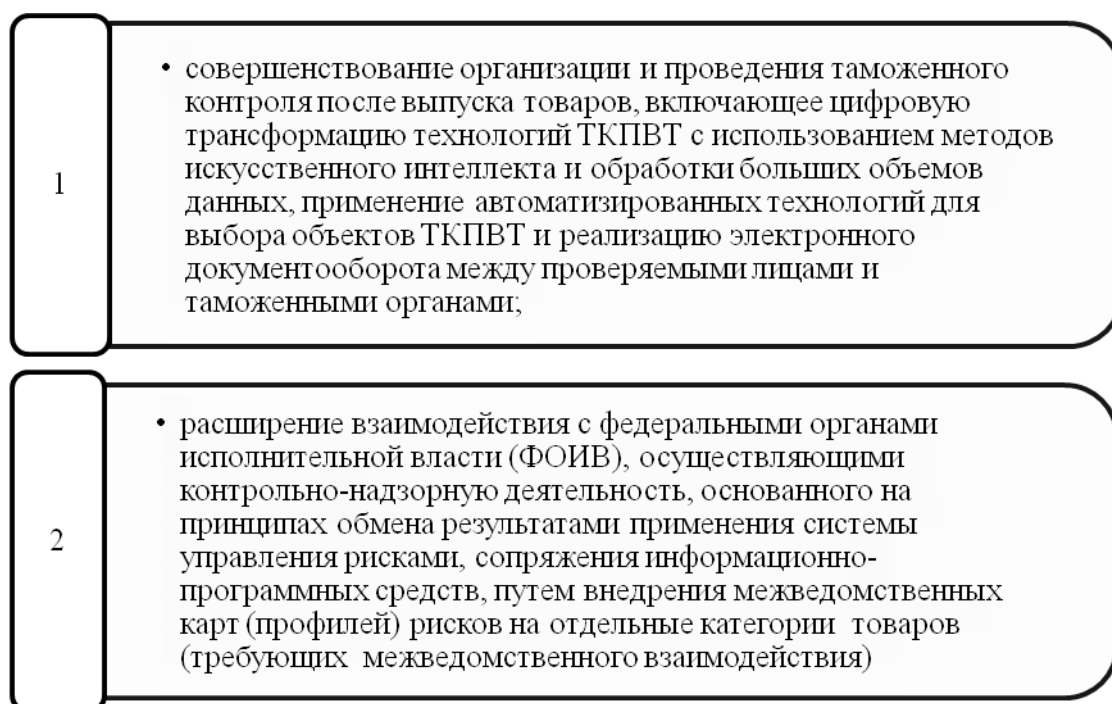 1
• совершенствование организации и проведения таможенного
контроля после выпуска товаров, включающее цифровую
трансформацию технологий ТКПВТ с использованием методов
искусственного интеллекта и обработки больших объемов
данных, применение автоматизированных технологий для
выбора объектов ТКПВТ и реализацию электронного
документооборота между проверяемыми лицами и
таможенными органами;
2
• расширение взаимодействия с федеральными органами
исполнительной власти (ФОИВ), осуществляющими
контрольно-надзорную деятельность, основанного на
принципах обмена результатами применения системы
управления рисками, сопряжения информационно-
программных средств, путем внедрения межведомственных
карт (профилей) рисков на отдельные категории товаров
(требующих межведомственного взаимодействия)